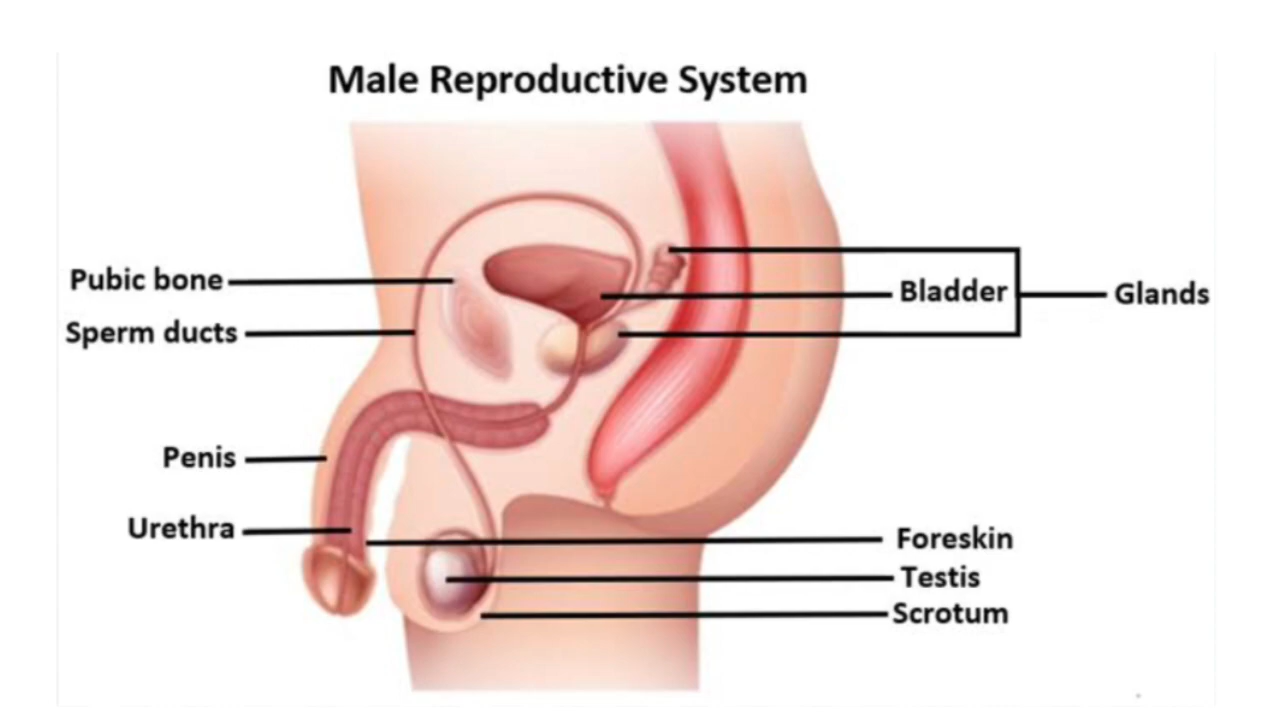 Male Reproductive System
Pubic bone
Sperm ducts
Penis
Urethra
Bladder
Glands
Foreskin
Testis
Scrotum